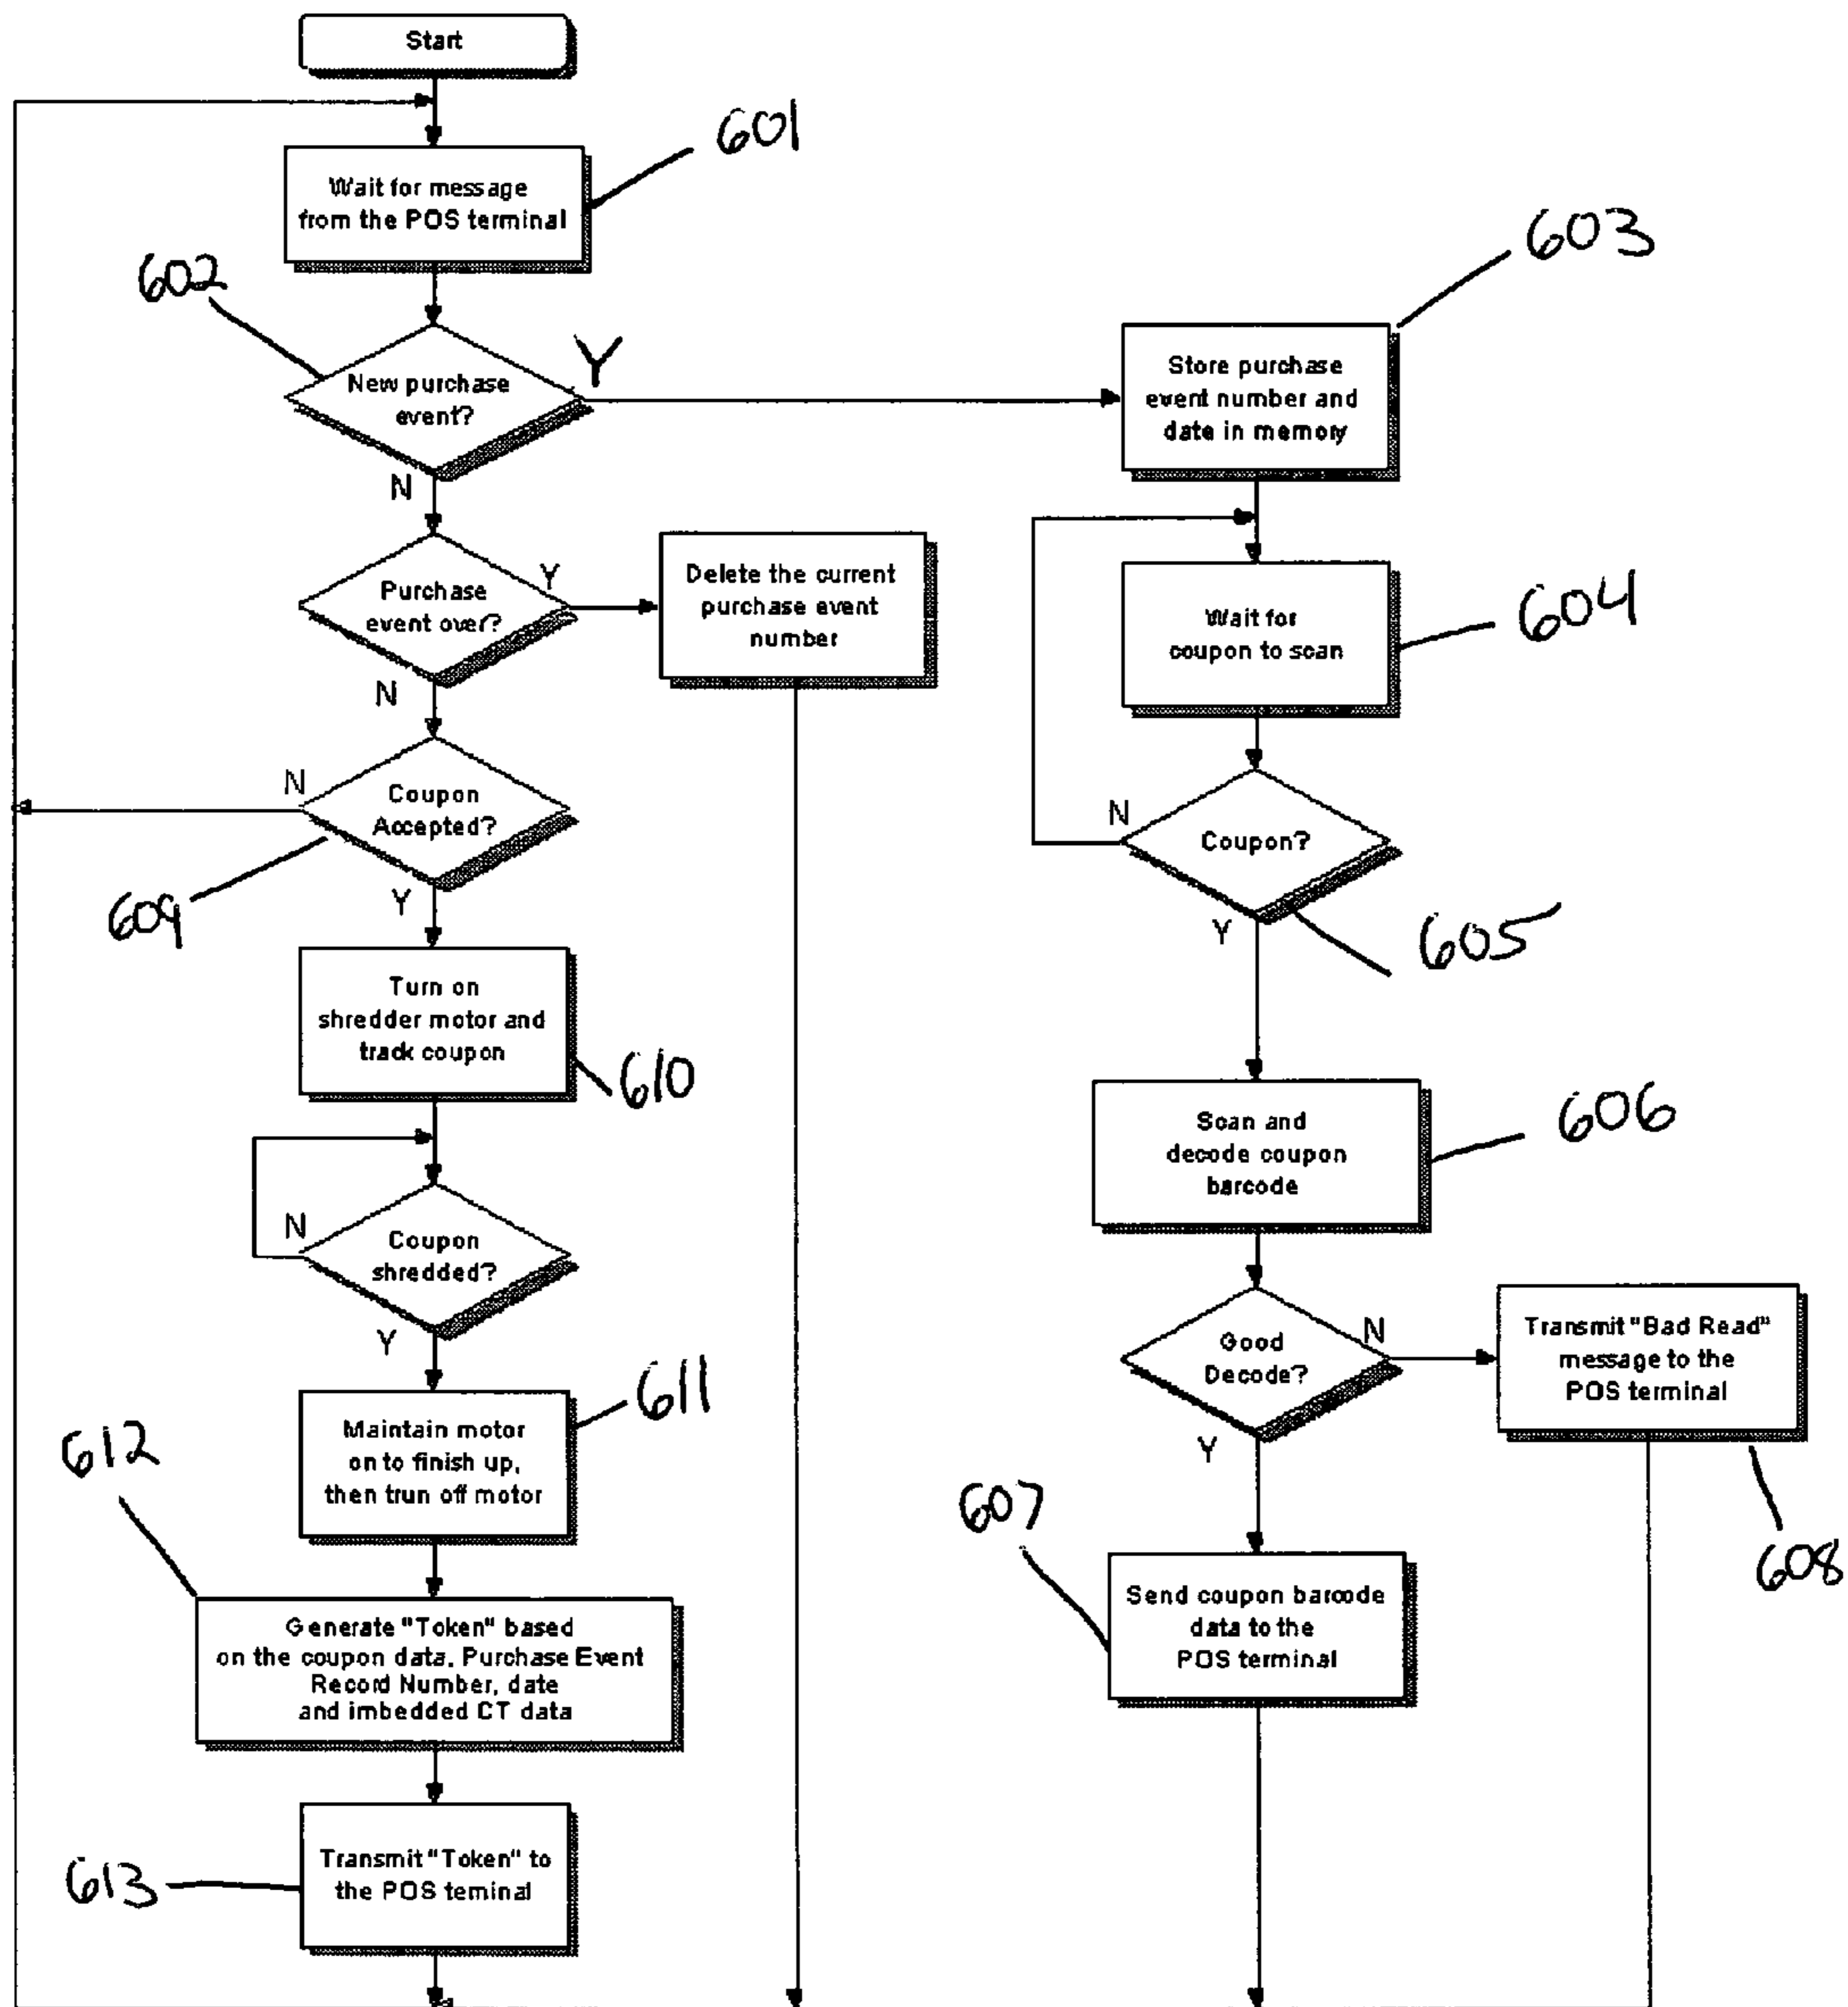 Start
601
Wait for message
from the POS terminal
602
New purchase
event?
Y
N
603
Store purchase
event number and
date in memory
Purchase
event over?
Y
N
Delete the current
purchase event
number
604
Wait for
coupon to scan
Coupon
Accepted?
N
Y
609
Coupon?
N
Y
605
Turn on
shredder motor and
track coupon
610
606
Scan and
decode coupon
barcode
Coupon
shredded?
N
Y
Good
Decode?
N
Y
Transmit "Bad Read"
message to the
POS terminal
608
611
Maintain motor
on to finish up,
then trun off motor
612
607
Send coupon barcode
data to the
POS terminal
Generate "Token" based
on the coupon data, Purchase Event
Record Number, date
and imbedded CT data
613
Transmit "Token" to
the POS teminal